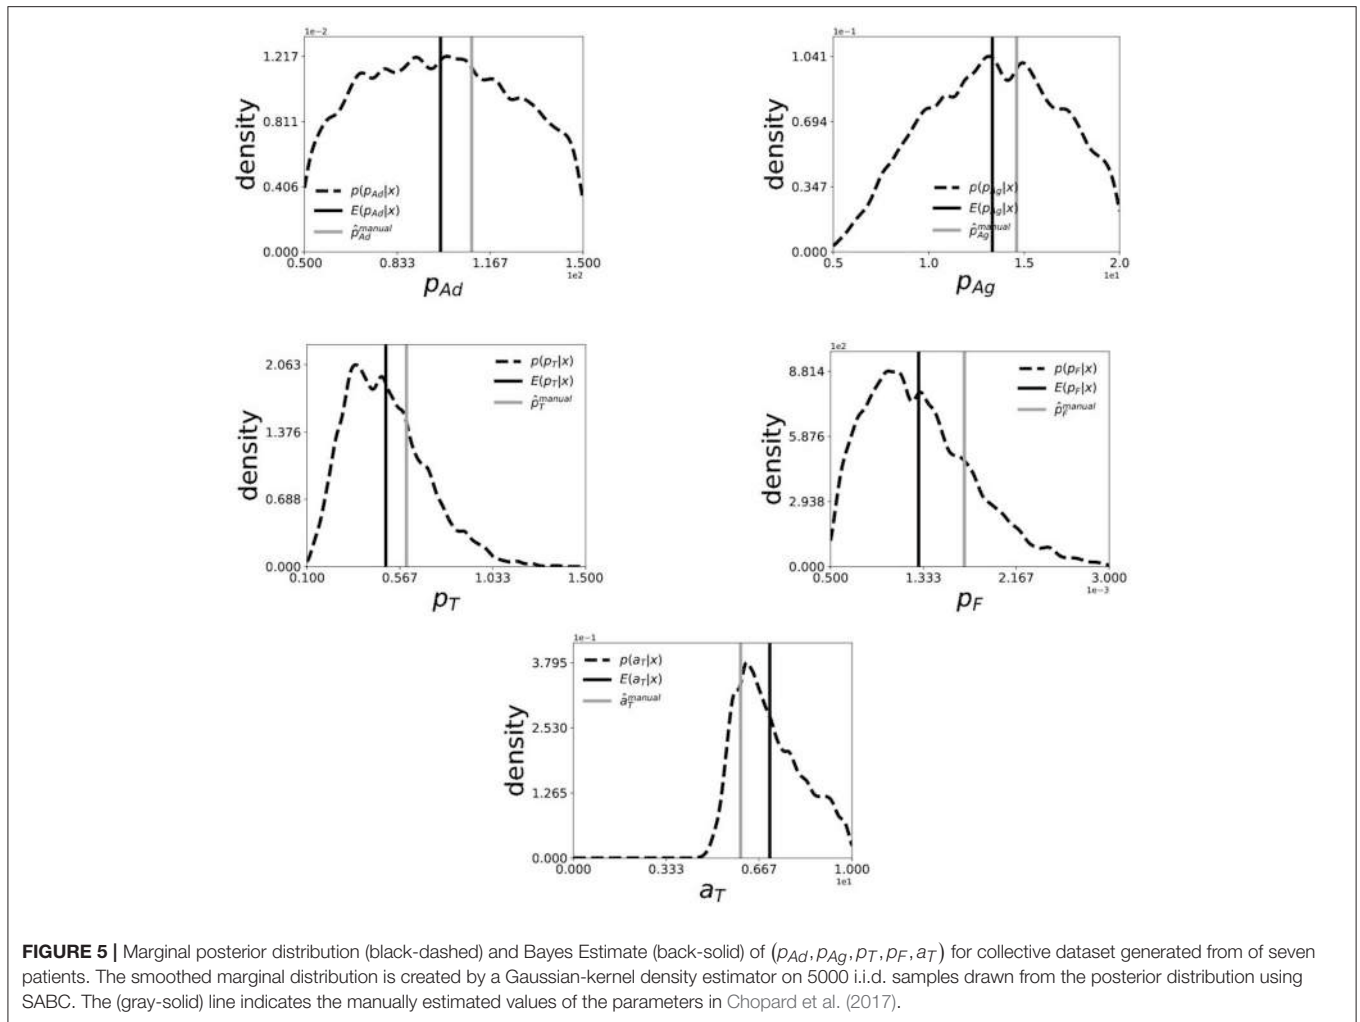 1e−2
1.217
0.811
0.406
0.000
density
p(p_Ad|x)
E(p_Ad|x)
p̂_Ad^manual
0.500 0.833 1.167 1.500
1e2
p_Ad
1e−1
1.041
0.694
0.347
0.000
density
p(p_Ag|x)
E(p_Ag|x)
p̂_Ag^manual
0.5 1.0 1.5 2.0
1e1
p_Ag
2.063
1.376
0.688
0.000
density
p(p_T|x)
E(p_T|x)
p̂_T^manual
0.100 0.567 1.033 1.500
p_T
1e2
8.814
5.876
2.938
0.000
density
p(p_F|x)
E(p_F|x)
p̂_F^manual
0.500 1.333 2.167 3.000
1e−3
p_F
1e−1
3.795
2.530
1.265
0.000
density
p(a_T|x)
E(a_T|x)
â_T^manual
0.000 0.333 0.667 1.000
1e1
a_T
FIGURE 5 | Marginal posterior distribution (black-dashed) and Bayes Estimate (back-solid) of (p_Ad, p_Ag, p_T, p_F, a_T) for collective dataset generated from of seven
patients. The smoothed marginal distribution is created by a Gaussian-kernel density estimator on 5000 i.i.d. samples drawn from the posterior distribution using
SABC. The (gray-solid) line indicates the manually estimated values of the parameters in Chopard et al. (2017).